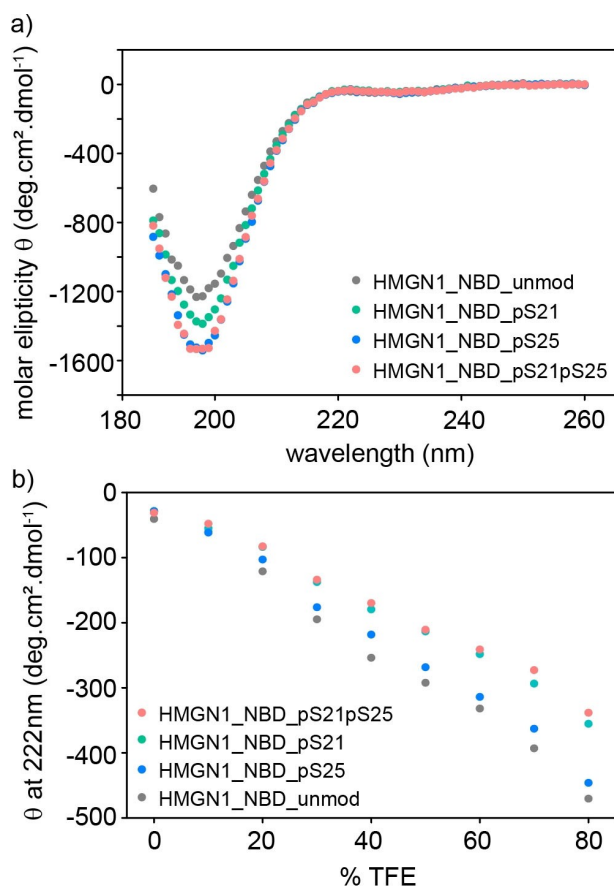 a)
molar elipticity θ (deg.cm².dmol⁻¹)
0
-400
-800
-1200
-1600
HMGN1_NBD_unmod
HMGN1_NBD_pS21
HMGN1_NBD_pS25
HMGN1_NBD_pS21pS25
180 200 220 240 260
wavelength (nm)
b)
θ at 222nm (deg.cm².dmol⁻¹)
0
-100
-200
-300
-400
-500
HMGN1_NBD_pS21pS25
HMGN1_NBD_pS21
HMGN1_NBD_pS25
HMGN1_NBD_unmod
0 20 40 60 80
% TFE